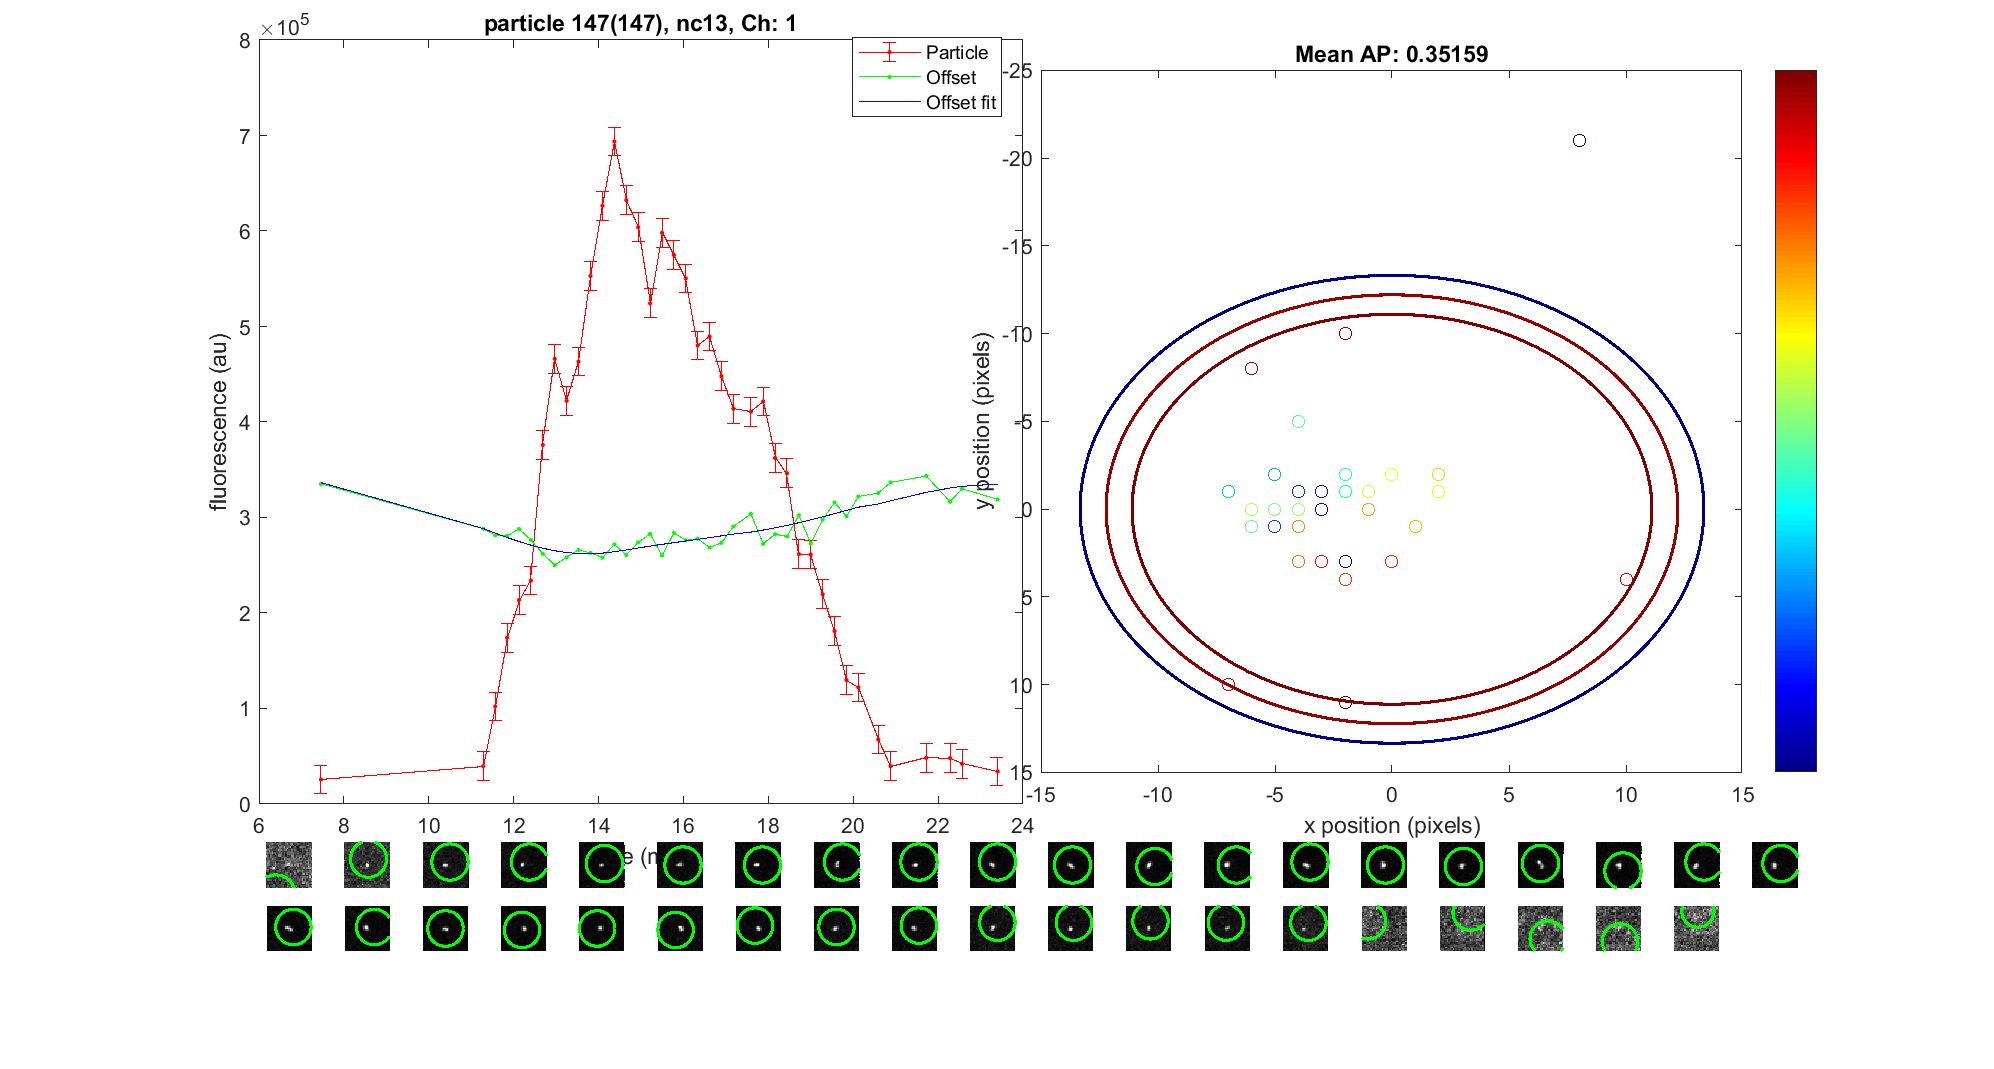 particle 147(147), nc13, Ch: 1
×10⁵
8
7
6
5
4
3
2
1
0
fluorescence (au)
Particle
Offset
Offset fit
6 8 10 12 14 16 18 20 22 24
e (m
Mean AP: 0.35159
-25
-20
-15
-10
-5
0
5
10
15
y position (pixels)
-15 -10 -5 0 5 10 15
x position (pixels)